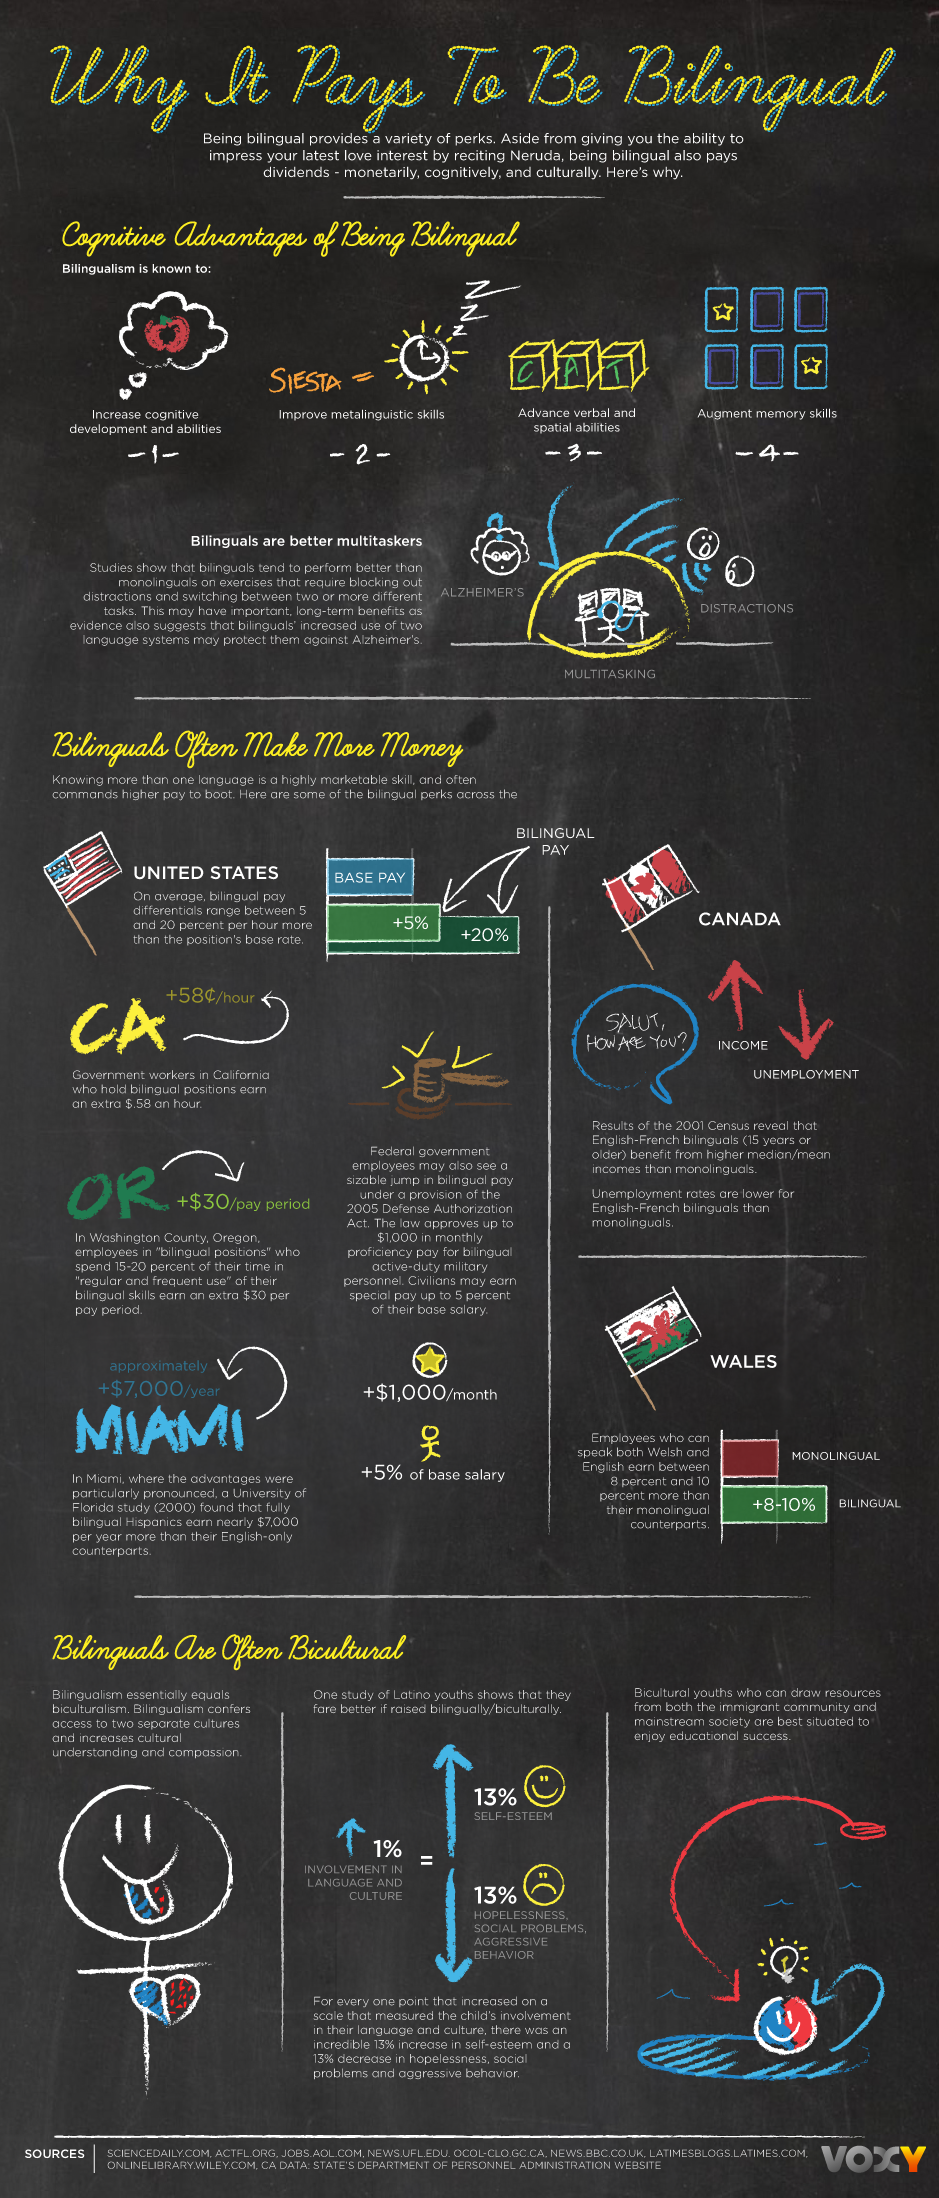 Why It Pays To Be Bilingual
Being bilingual provides a variety of perks. Aside from giving you the ability to
impress your latest love interest by reciting Neruda, being bilingual also pays
dividends - monetarily, cognitively, and culturally. Here's why.
Cognitive Advantages of Being Bilingual
Bilingualism is known to:
SIESTA =
Z
Z
Z
C A T
Increase cognitive
development and abilities
-1-
Improve metalinguistic skills
-2-
Advance verbal and
spatial abilities
-3-
Augment memory skills
-4-
Bilinguals are better multitaskers
Studies show that bilinguals tend to perform better than
monolinguals on exercises that require blocking out
distractions and switching between two or more different
tasks. This may have important, long-term benefits as
evidence also suggests that bilinguals' increased use of two
language systems may protect them against Alzheimer's.
ALZHEIMER'S
DISTRACTIONS
MULTITASKING
Bilinguals Often Make More Money
Knowing more than one language is a highly marketable skill, and often
commands higher pay to boot. Here are some of the bilingual perks across the
UNITED STATES
On average, bilingual pay
differentials range between 5
and 20 percent per hour more
than the position's base rate.
BILINGUAL
PAY
BASE PAY
+5%
+20%
+58¢/hour
CA
Government workers in California
who hold bilingual positions earn
an extra $.58 an hour.
OR
+$30/pay period
In Washington County, Oregon,
employees in "bilingual positions" who
spend 15-20 percent of their time in
"regular and frequent use" of their
bilingual skills earn an extra $30 per
pay period.
approximately
+$7,000/year
MIAMI
In Miami, where the advantages were
particularly pronounced, a University of
Florida study (2000) found that fully
bilingual Hispanics earn nearly $7,000
per year more than their English-only
counterparts.
Federal government
employees may also see a
sizable jump in bilingual pay
under a provision of the
2005 Defense Authorization
Act. The law approves up to
$1,000 in monthly
proficiency pay for bilingual
active-duty military
personnel. Civilians may earn
special pay up to 5 percent
of their base salary.
+$1,000/month
+5% of base salary
CANADA
SALUT,
HOW ARE YOU?
INCOME
UNEMPLOYMENT
Results of the 2001 Census reveal that
English-French bilinguals (15 years or
older) benefit from higher median/mean
incomes than monolinguals.
Unemployment rates are lower for
English-French bilinguals than
monolinguals.
WALES
Employees who can
speak both Welsh and
English earn between
8 percent and 10
percent more than
their monolingual
counterparts.
MONOLINGUAL
+8-10%
BILINGUAL
Bilinguals Are Often Bicultural
Bilingualism essentially equals
biculturalism. Bilingualism confers
access to two separate cultures
and increases cultural
understanding and compassion.
One study of Latino youths shows that they
fare better if raised bilingually/biculturally.
1%
INVOLVEMENT IN
LANGUAGE AND
CULTURE
=
13%
SELF-ESTEEM
13%
HOPELESSNESS,
SOCIAL PROBLEMS,
AGGRESSIVE
BEHAVIOR
For every one point that increased on a
scale that measured the child's involvement
in their language and culture, there was an
incredible 13% increase in self-esteem and a
13% decrease in hopelessness, social
problems and aggressive behavior.
Bicultural youths who can draw resources
from both the immigrant community and
mainstream society are best situated to
enjoy educational success.
SOURCES
SCIENCEDAILY.COM, ACTFL.ORG, JOBS.AOL.COM, NEWS.UFL.EDU. OCOL-CLO.GC.CA, NEWS.BBC.CO.UK, LATIMESBLOGS.LATIMES.COM,
ONLINELIBRARY.WILEY.COM, CA DATA: STATE'S DEPARTMENT OF PERSONNEL ADMINISTRATION WEBSITE
VOXY